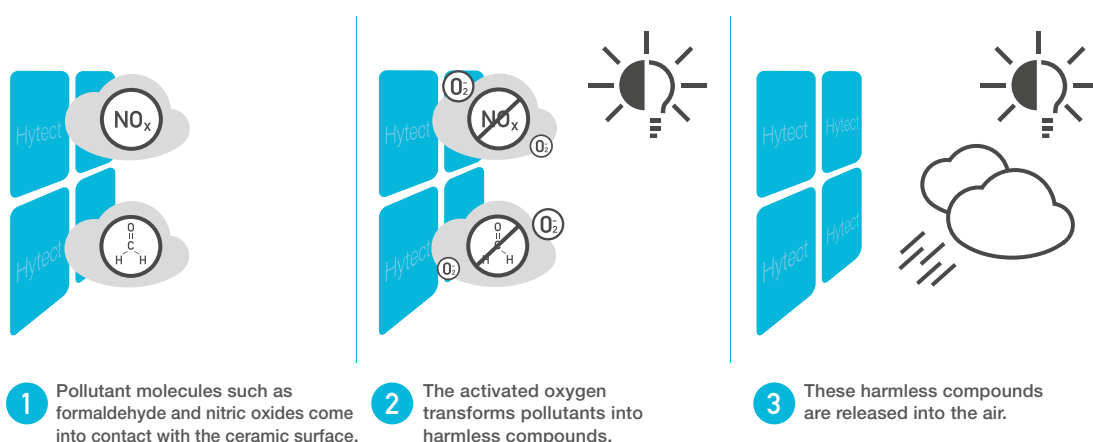 Hytect
NOx
Hytect
O
C
H H
1
Pollutant molecules such as
formaldehyde and nitric oxides come
into contact with the ceramic surface.
Hytect
O₂⁻
NOx
O₂⁻
Hytect
O
C
H H
O₂⁻
O₂⁻
2
The activated oxygen
transforms pollutants into
harmless compounds.
Hytect
Hytect
Hytect
Hytect
3
These harmless compounds
are released into the air.